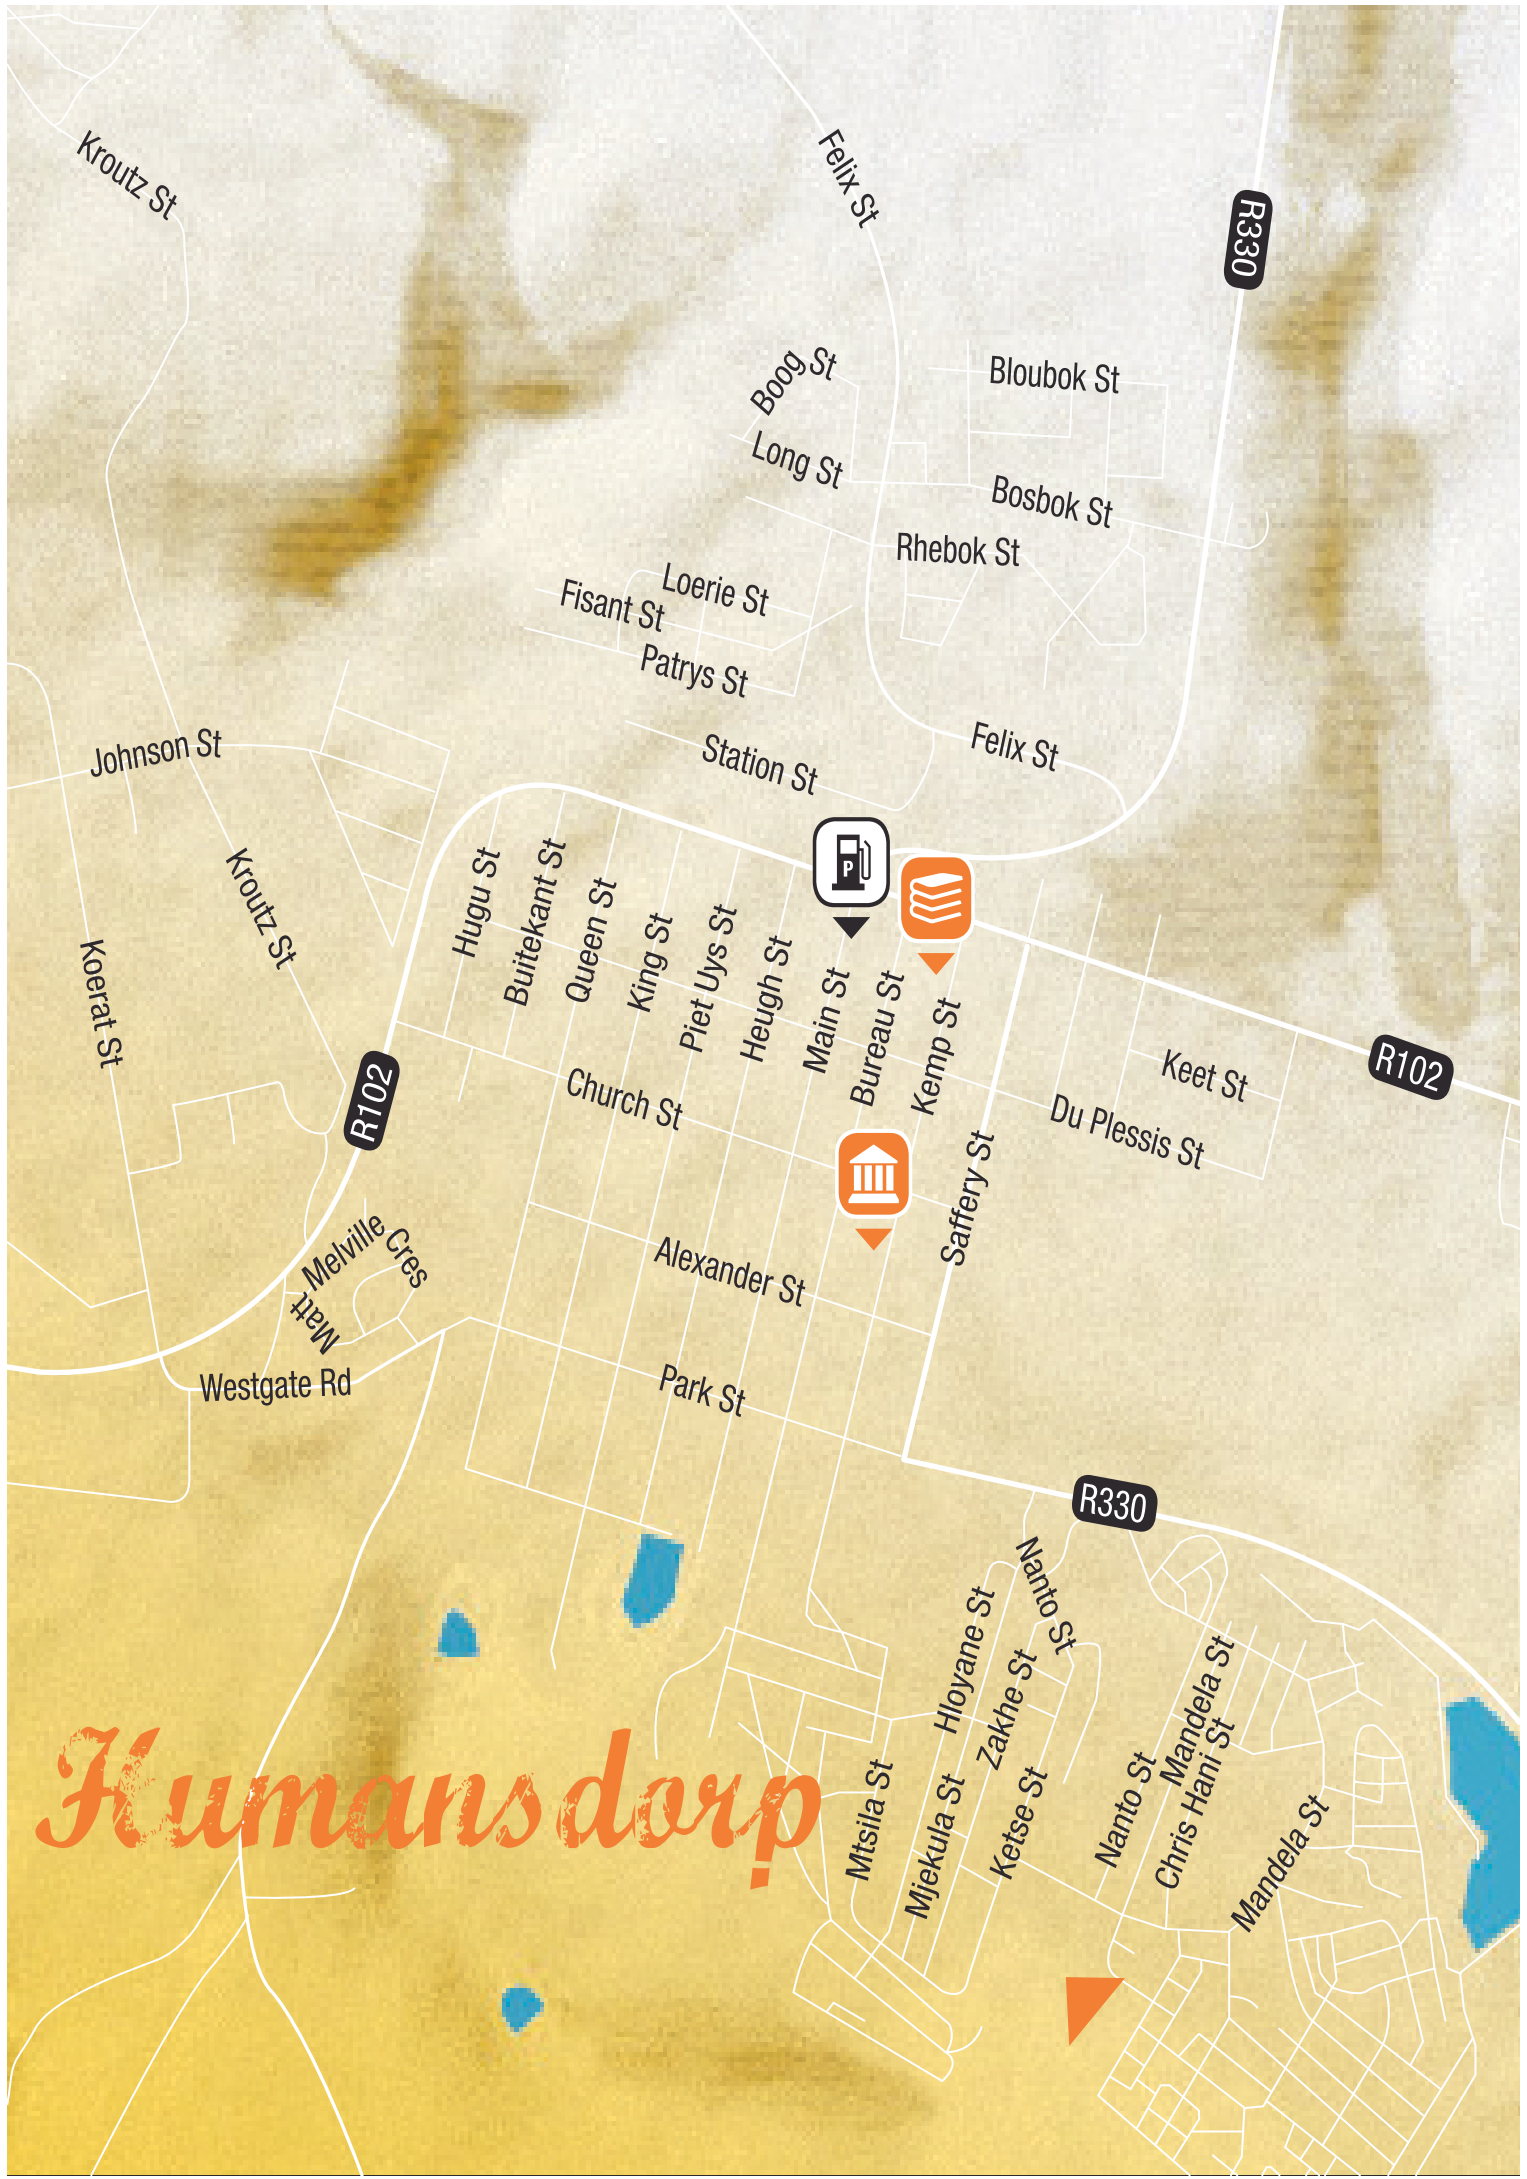 Kroutz St
Felix St
R330
Boog St
Bloubok St
Long St
Bosbok St
Rhebok St
Loerie St
Fisant St
Patrys St
Johnson St
Station St
Felix St
P
Kroutz St
Hugu St
Buitekant St
Queen St
King St
Piet Uys St
Heugh St
Main St
Bureau St
Kemp St
Koerat St
R102
R102
Keet St
Church St
Du Plessis St
Saffery St
Melville Cres
Matt
Alexander St
Westgate Rd
Park St
R330
Nanto St
Hloyane St
Zakhe St
Mandela St
Humansdorp
Mtsila St
Mjekula St
Ketse St
Nanto St
Chris Hani St
Mandela St